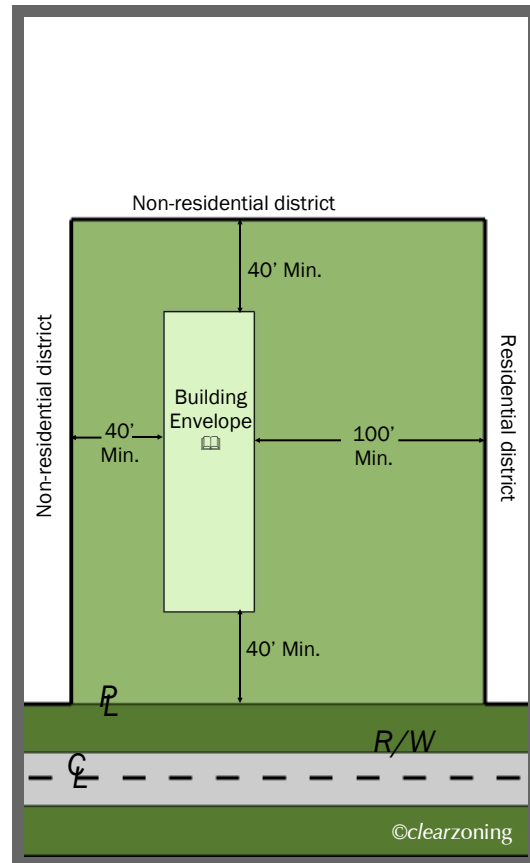 Non-residential district
40’ Min.
Non-residential district
Residential district
Building
Envelope
40’
Min.
100’
Min.
40’ Min.
PL
R/W
CL
©clearzoning